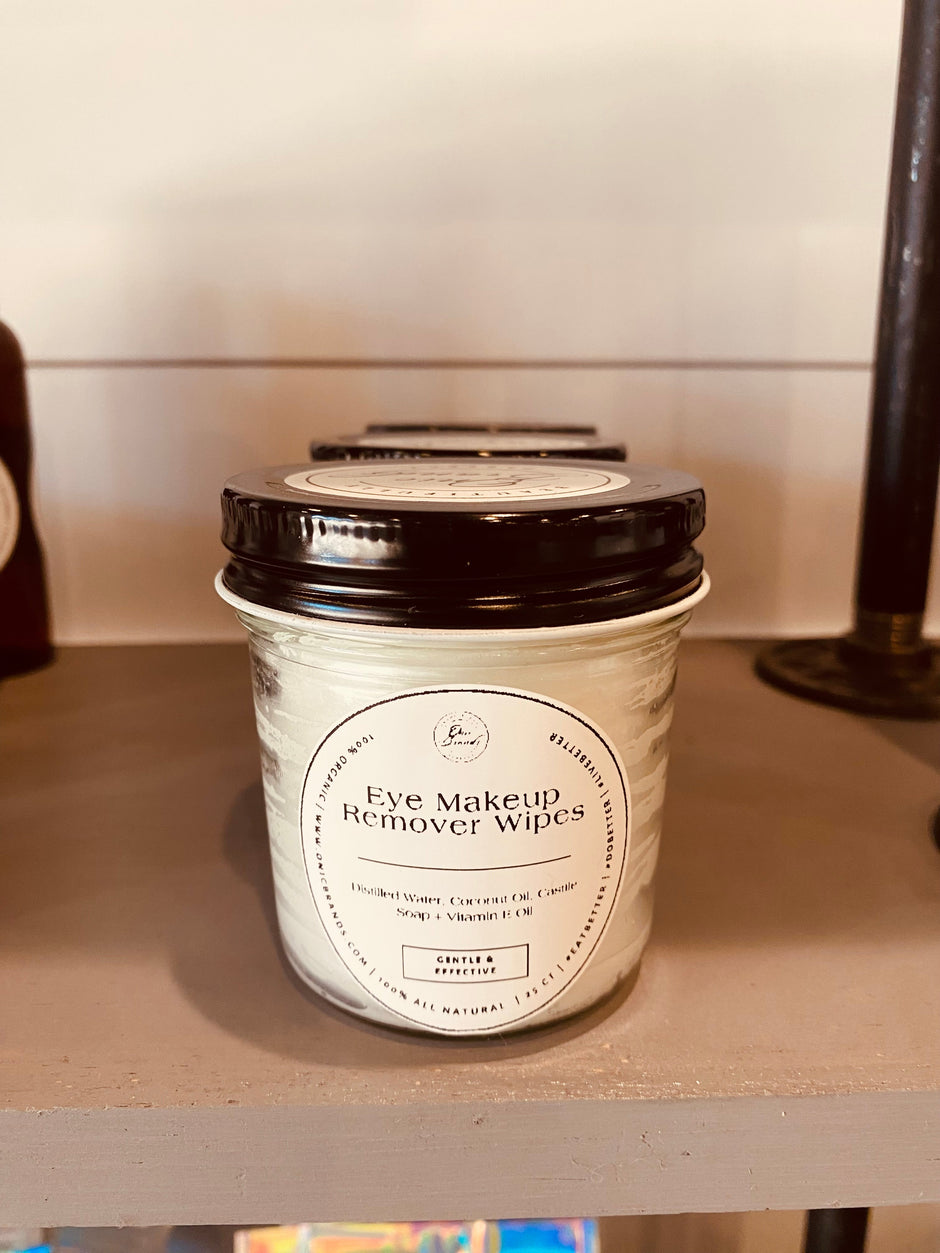 Brands
Eye Makeup
Remover Wipes
Distilled Water, Coconut Oil, Castile
Soap + Vitamin E Oil
GENTLE &
EFFECTIVE
100% ORGANIC | WWW.ONICBRANDS.COM | 100% ALL NATURAL | 25 CT | #EATBETTER | #DOBETTER | #LIVEBETTER